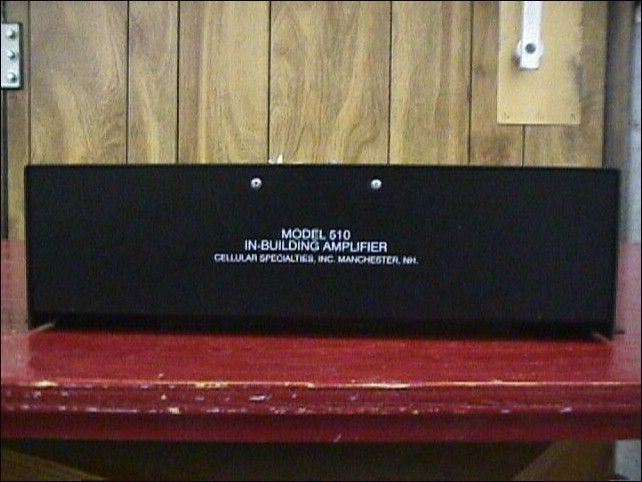 MODEL 510
IN-BUILDING AMPLIFIER
CELLULAR SPECIALTIES, INC. MANCHESTER, NH.